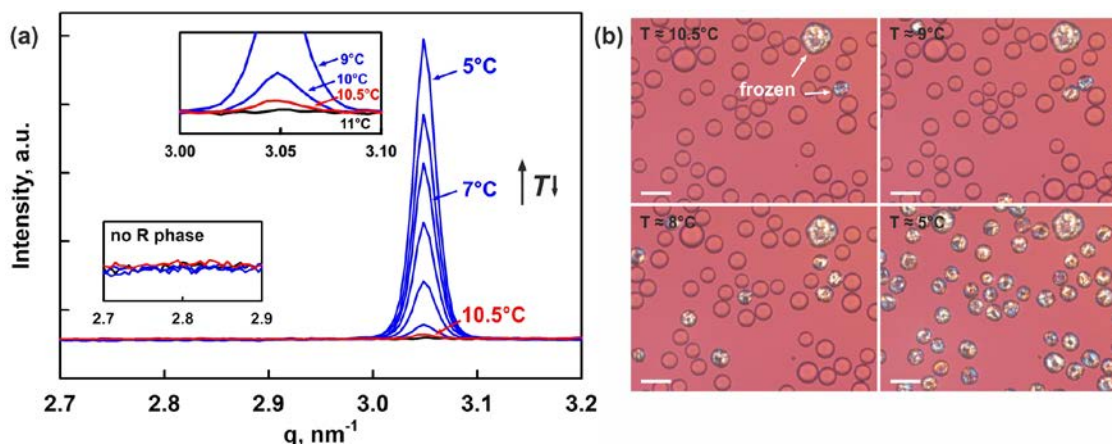 (a)
Intensity, a.u.
9°C
10°C
10.5°C
11°C
3.00 3.05 3.10
5°C
7°C
T↓
no R phase
2.7 2.8 2.9
10.5°C
2.7 2.8 2.9 3.0 3.1 3.2
q, nm⁻¹
(b)
T ≈ 10.5°C
frozen
T ≈ 9°C
T ≈ 8°C
T ≈ 5°C